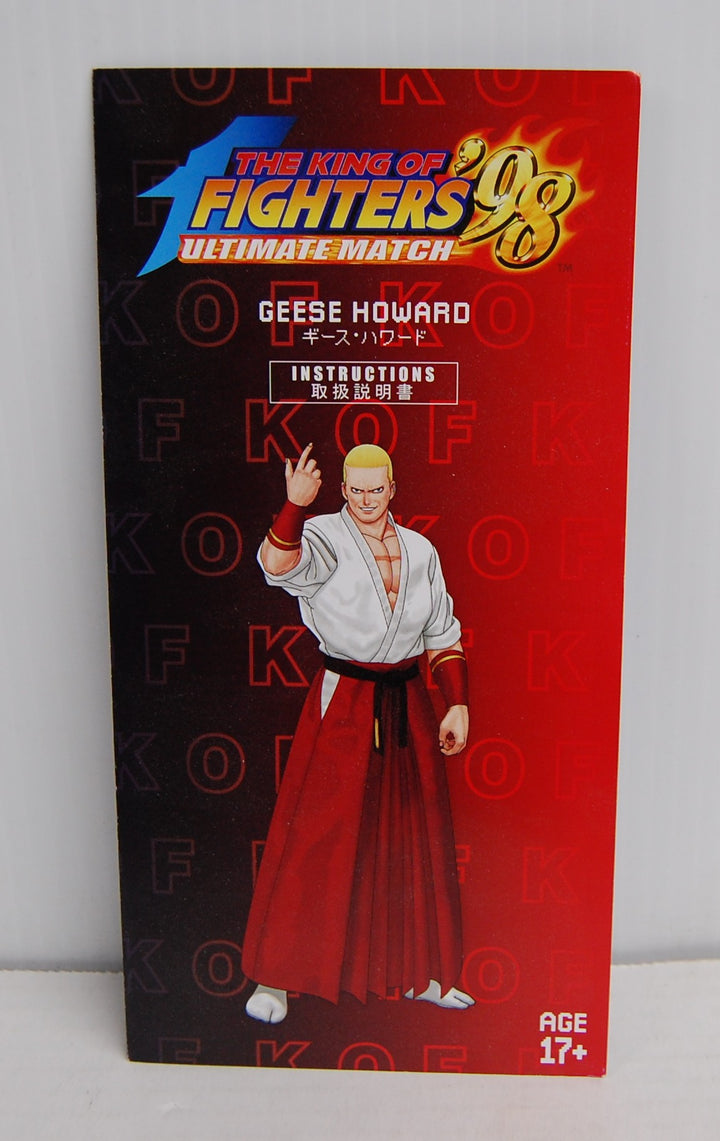 K O F K O F
THE KING OF
FIGHTERS '98
ULTIMATE MATCH
TM
K O F K O F
GEESE HOWARD
ギース・ハワード
INSTRUCTIONS
取扱説明書
F K O F K
K O F K O F
F K O F K
K O F K O F
F K O F K
K O F K O F
AGE
17+
F K O F K